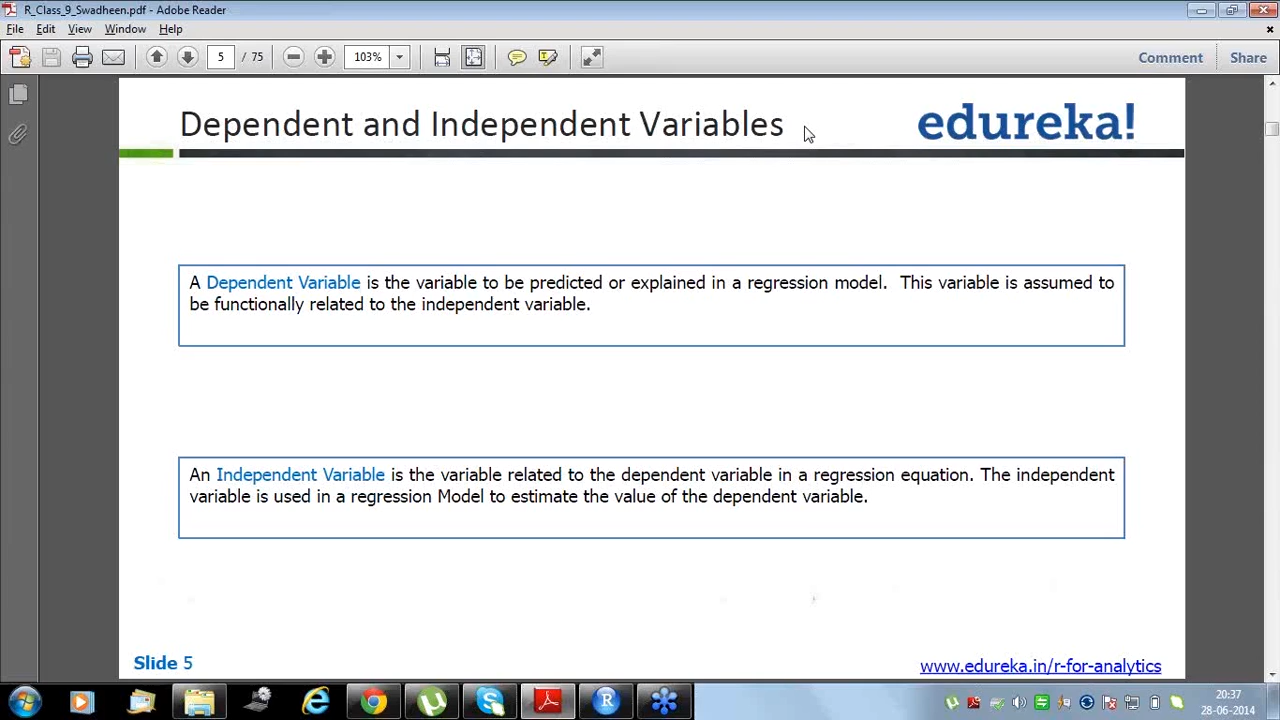 R_Class_9_Swadheen.pdf - Adobe Reader
File Edit View Window Help
5 / 75 103% Comment Share
Dependent and Independent Variables
edureka!
A Dependent Variable is the variable to be predicted or explained in a regression model. This variable is assumed to
be functionally related to the independent variable.
An Independent Variable is the variable related to the dependent variable in a regression equation. The independent
variable is used in a regression Model to estimate the value of the dependent variable.
Slide 5
www.edureka.in/r-for-analytics
20:37
28-06-2014